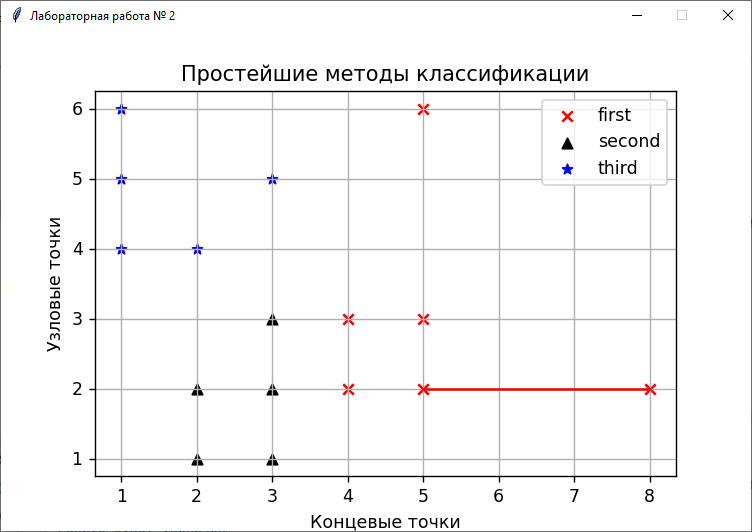 Лабораторная работа № 2
Простейшие методы классификации
first
second
third
6
5
4
3
2
1
Узловые точки
1 2 3 4 5 6 7 8
Концевые точки